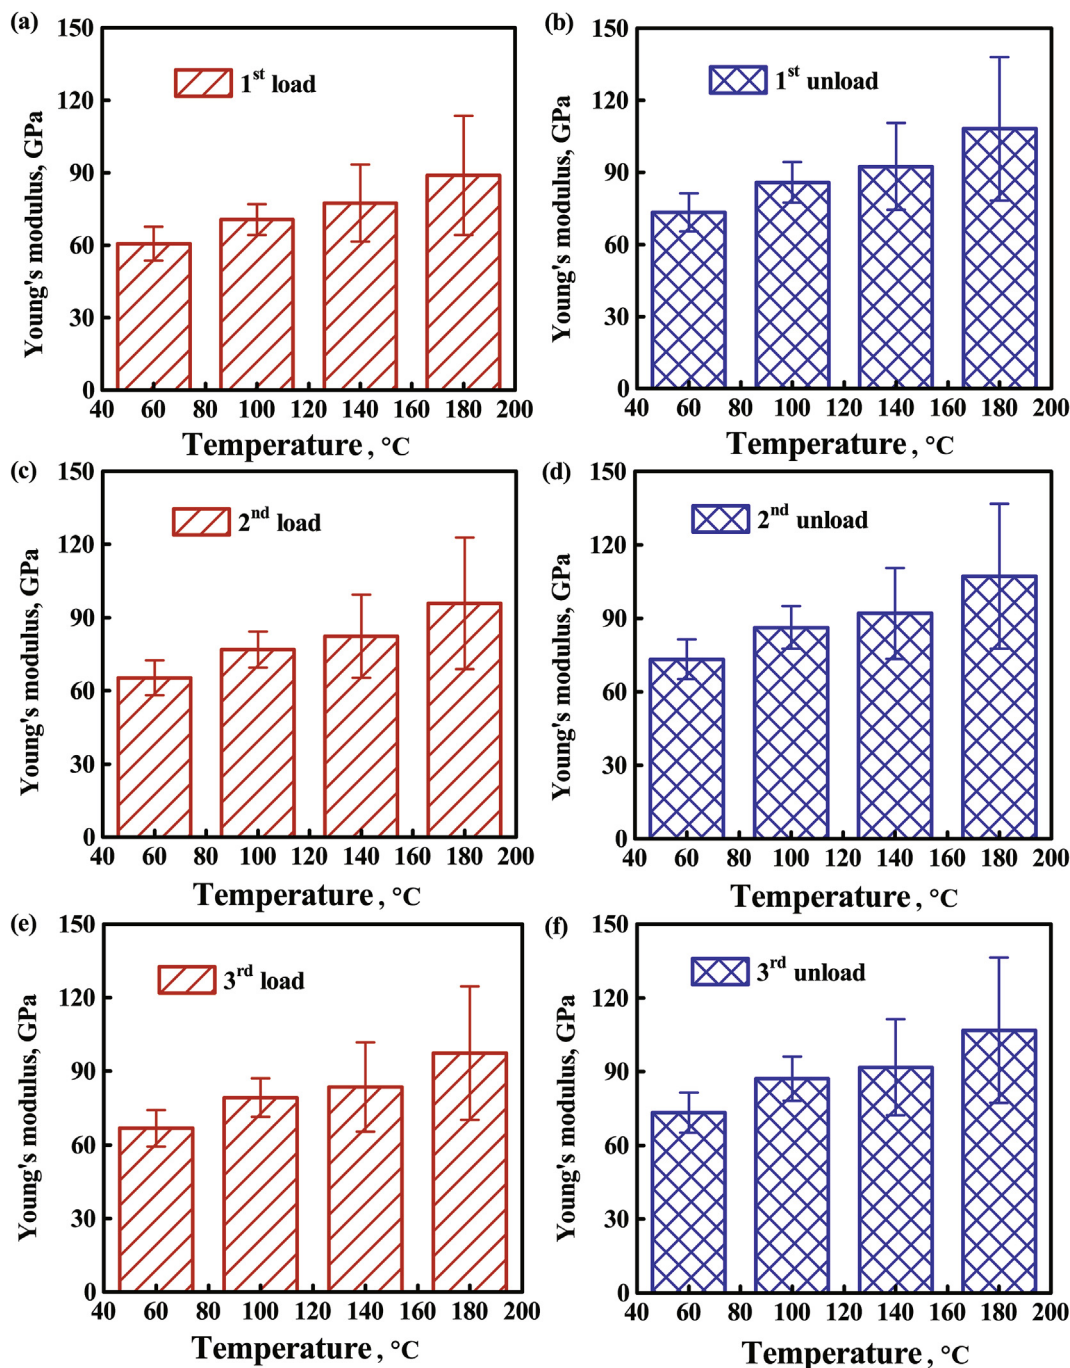 (a)
150
120
90
60
30
0
Young's modulus, GPa
1st load
40 60 80 100 120 140 160 180 200
Temperature, °C
(b)
150
120
90
60
30
0
Young's modulus, GPa
1st unload
40 60 80 100 120 140 160 180 200
Temperature, °C
(c)
150
120
90
60
30
0
Young's modulus, GPa
2nd load
40 60 80 100 120 140 160 180 200
Temperature, °C
(d)
150
120
90
60
30
0
Young's modulus, GPa
2nd unload
40 60 80 100 120 140 160 180 200
Temperature, °C
(e)
150
120
90
60
30
0
Young's modulus, GPa
3rd load
40 60 80 100 120 140 160 180 200
Temperature, °C
(f)
150
120
90
60
30
0
Young's modulus, GPa
3rd unload
40 60 80 100 120 140 160 180 200
Temperature, °C